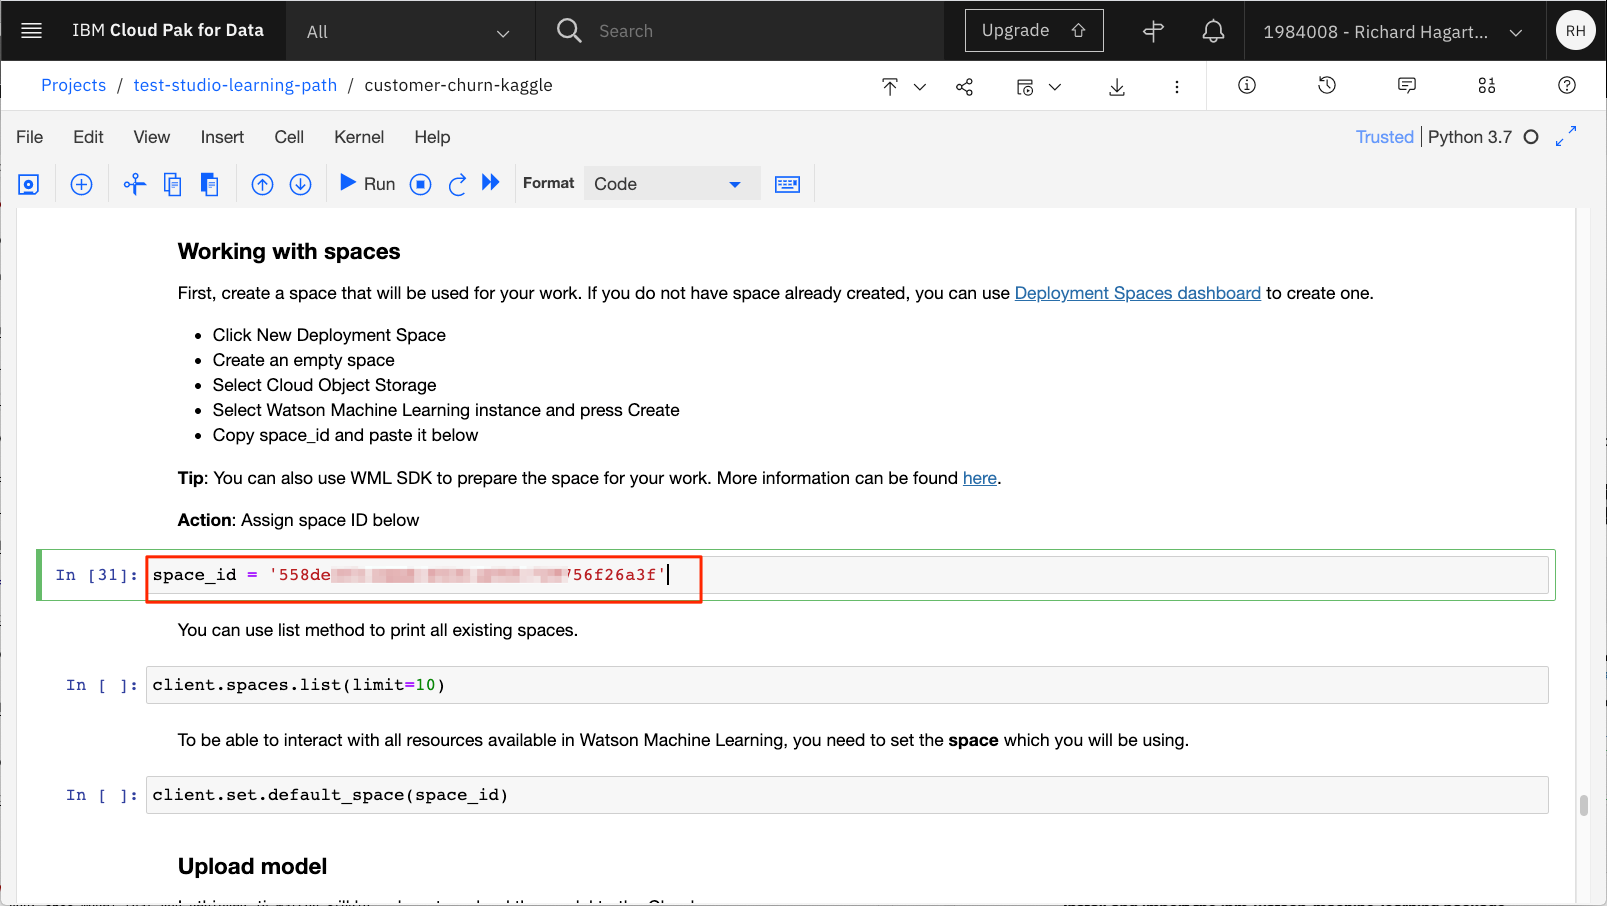 IBM Cloud Pak for Data All Search Upgrade 1984008 - Richard Hagart... RH
Projects / test-studio-learning-path / customer-churn-kaggle
File Edit View Insert Cell Kernel Help Trusted Python 3.7
Run Format Code
Working with spaces
First, create a space that will be used for your work. If you do not have space already created, you can use Deployment Spaces dashboard to create one.
• Click New Deployment Space
• Create an empty space
• Select Cloud Object Storage
• Select Watson Machine Learning instance and press Create
• Copy space_id and paste it below
Tip: You can also use WML SDK to prepare the space for your work. More information can be found here.
Action: Assign space ID below
In [31]: space_id = '558de 756f26a3f'
You can use list method to print all existing spaces.
In [ ]: client.spaces.list(limit=10)
To be able to interact with all resources available in Watson Machine Learning, you need to set the space which you will be using.
In [ ]: client.set.default_space(space_id)
Upload model